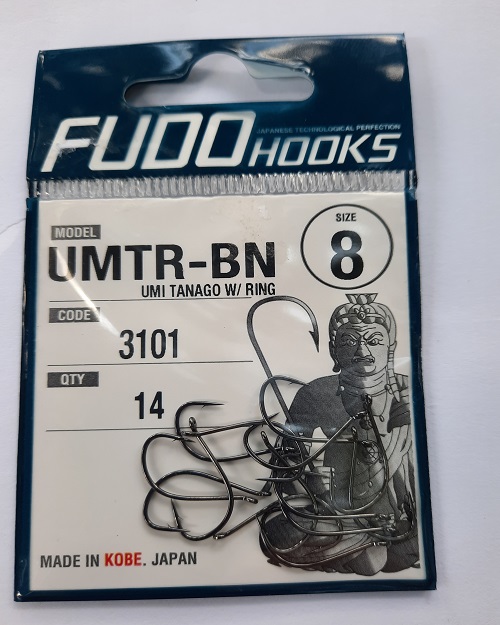 FUDO HOOKS
JAPANESE TECHNOLOGICAL PERFECTION
MODEL
UMTR-BN
UMI TANAGO W/ RING
SIZE
8
CODE
3101
QTY
14
MADE IN KOBE. JAPAN